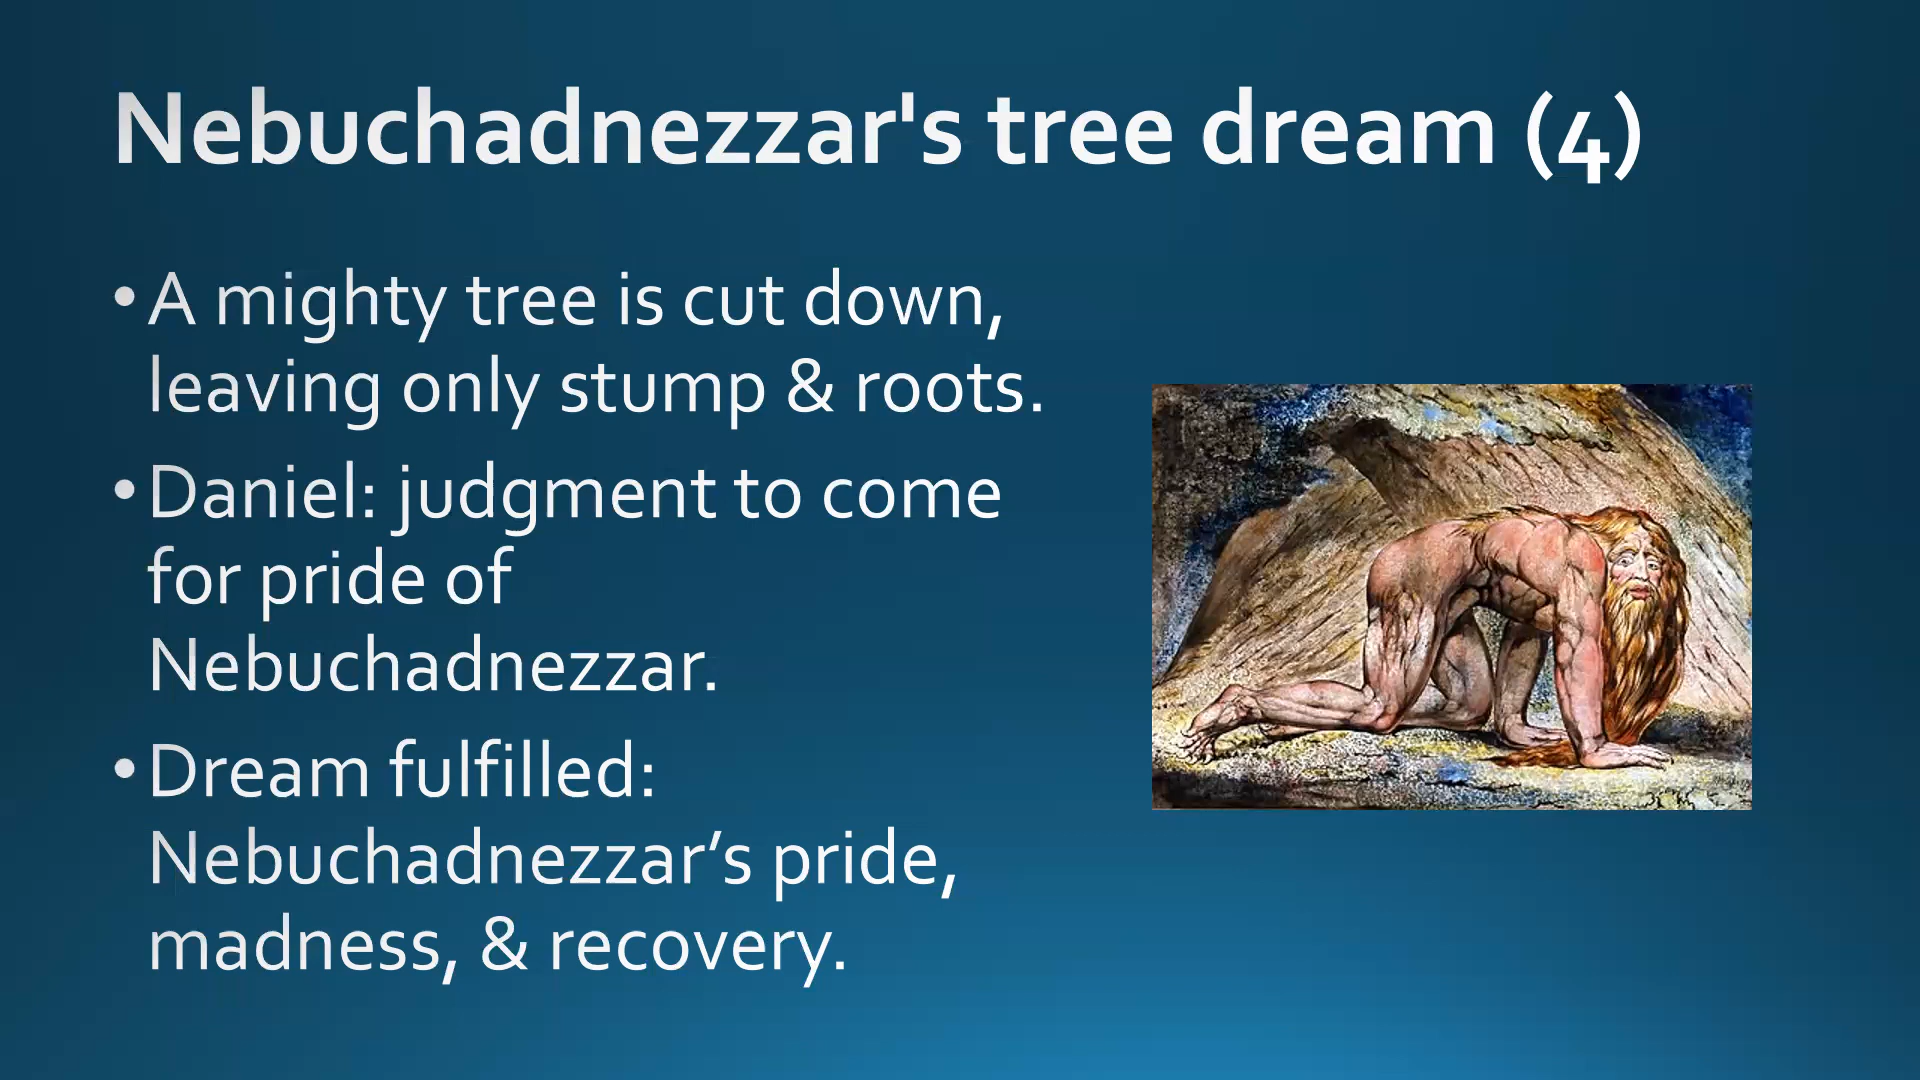 Nebuchadnezzar's tree dream (4)
• A mighty tree is cut down,
leaving only stump & roots.
• Daniel: judgment to come
for pride of
Nebuchadnezzar.
• Dream fulfilled:
Nebuchadnezzar’s pride,
madness, & recovery.